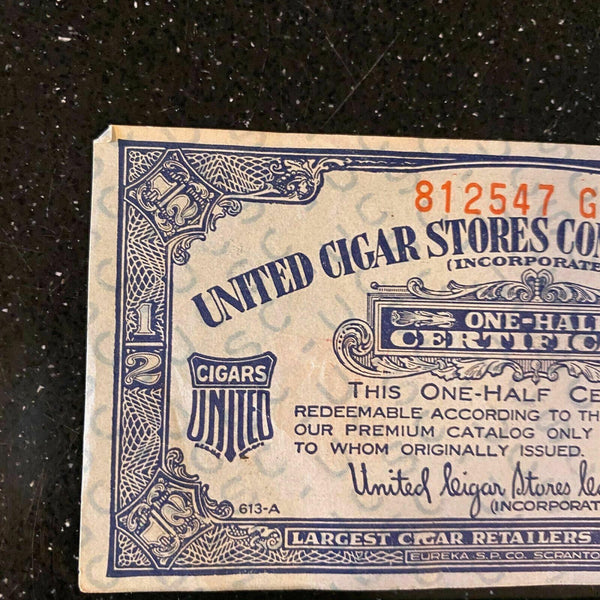 1/2
812547 G
UNITED CIGAR STORES CO
(INCORPORATE
1
2
ONE-HAL
CERTIFIC
CIGARS
UNITED
THIS ONE-HALF CE
REDEEMABLE ACCORDING TO TH
OUR PREMIUM CATALOG ONLY
TO WHOM ORIGINALLY ISSUED.
United Cigar Stores Co
613-A
(INCORPORAT
1/2
LARGEST CIGAR RETAILERS
EUREKA S.P. CO. SCRANTO